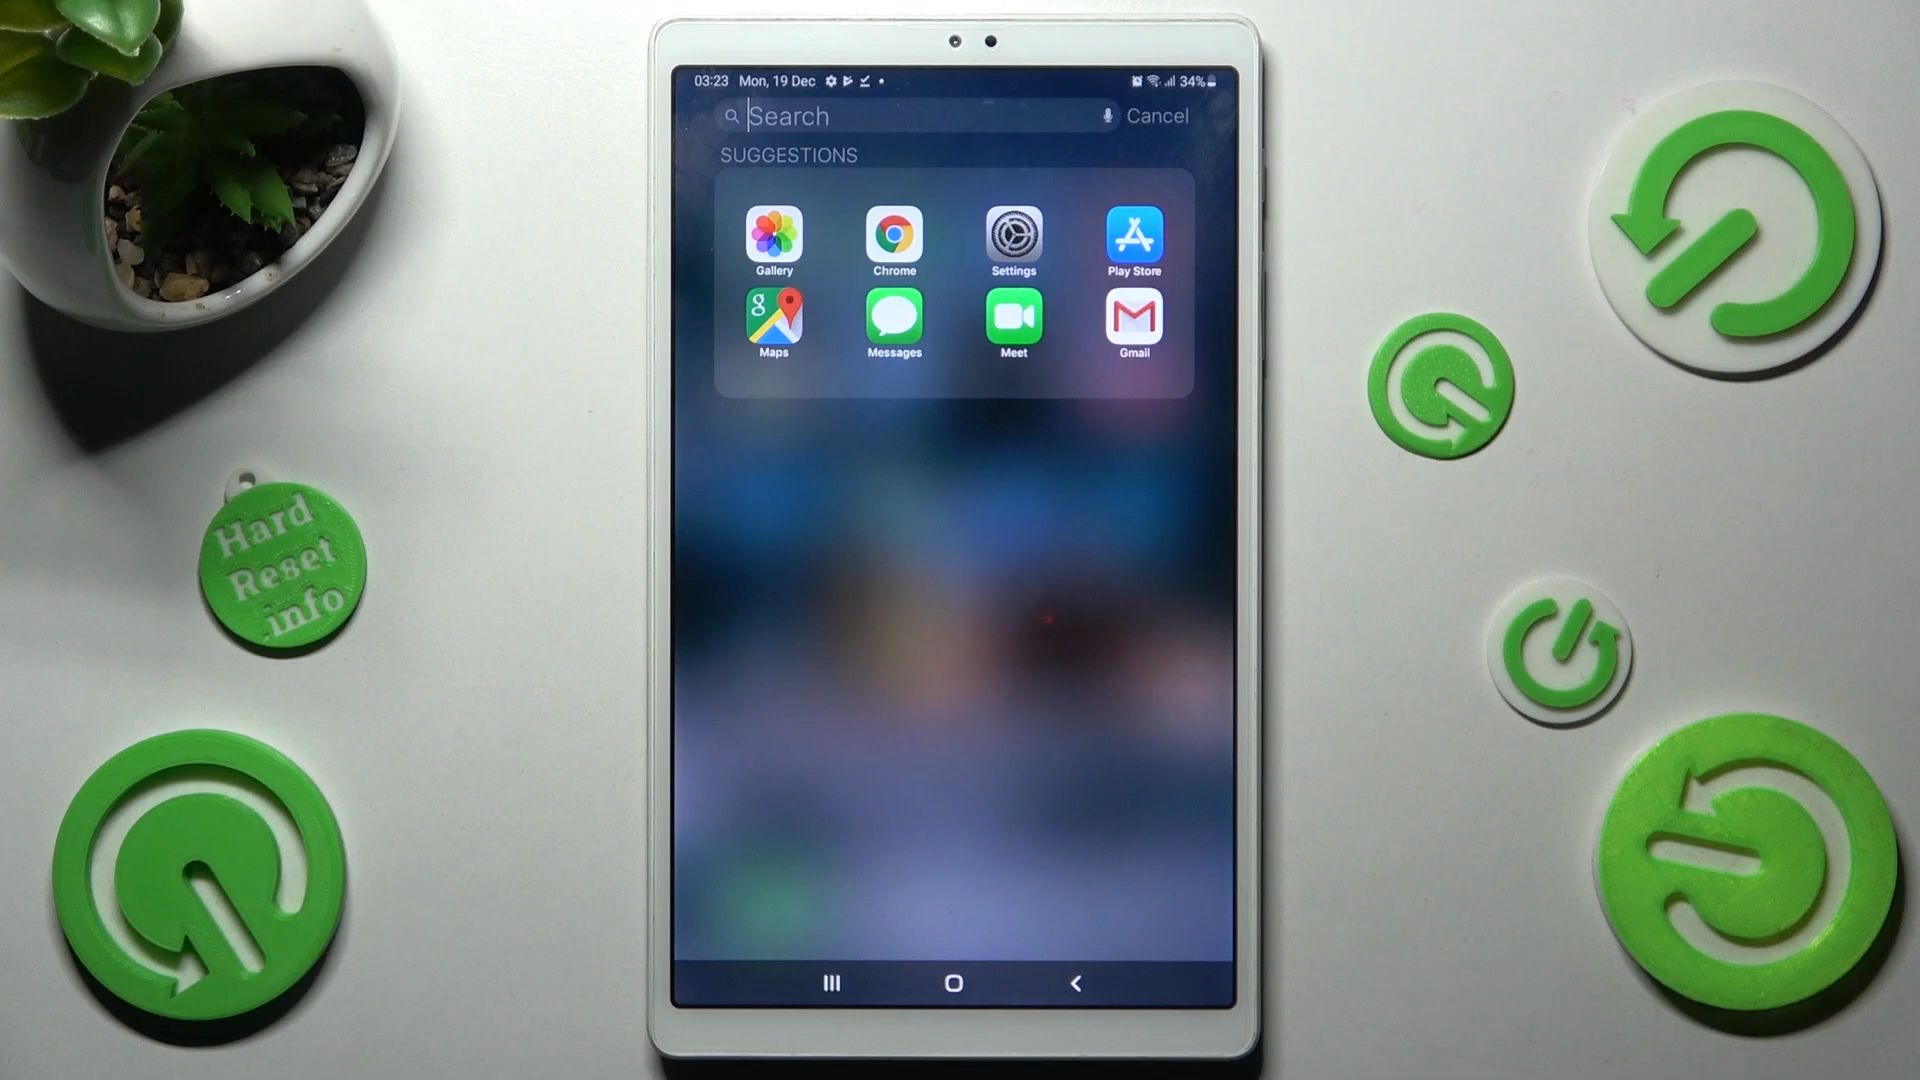 03:23 Mon, 19 Dec 34%
Search Cancel
SUGGESTIONS
Gallery Chrome Settings Play Store
g
Maps Messages Meet Gmail
Hard
Reset
.info